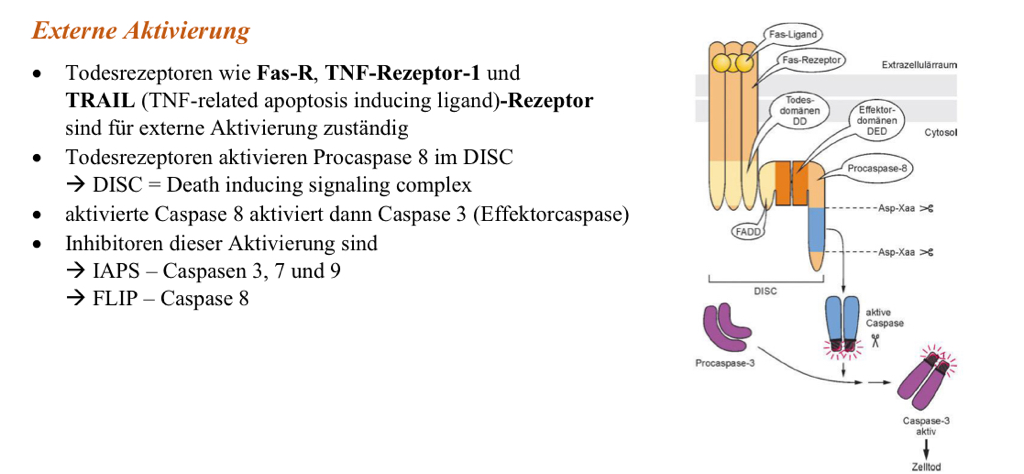 Externe Aktivierung
• Todesrezeptoren wie Fas-R, TNF-Rezeptor-1 und
TRAIL (TNF-related apoptosis inducing ligand)-Rezeptor
sind für externe Aktivierung zuständig
• Todesrezeptoren aktivieren Procaspase 8 im DISC
→ DISC = Death inducing signaling complex
• aktivierte Caspase 8 aktiviert dann Caspase 3 (Effektorcaspase)
• Inhibitoren dieser Aktivierung sind
→ IAPS – Caspasen 3, 7 und 9
→ FLIP – Caspase 8
Fas-Ligand
Fas-Rezeptor
Extrazellulärraum
Todes-
domänen
DD
Effektor-
domänen
DED
Cytosol
Procaspase-8
Asp-Xaa
FADD
Asp-Xaa
DISC
aktive
Caspase
Procaspase-3
Caspase-3
aktiv
Zelltod